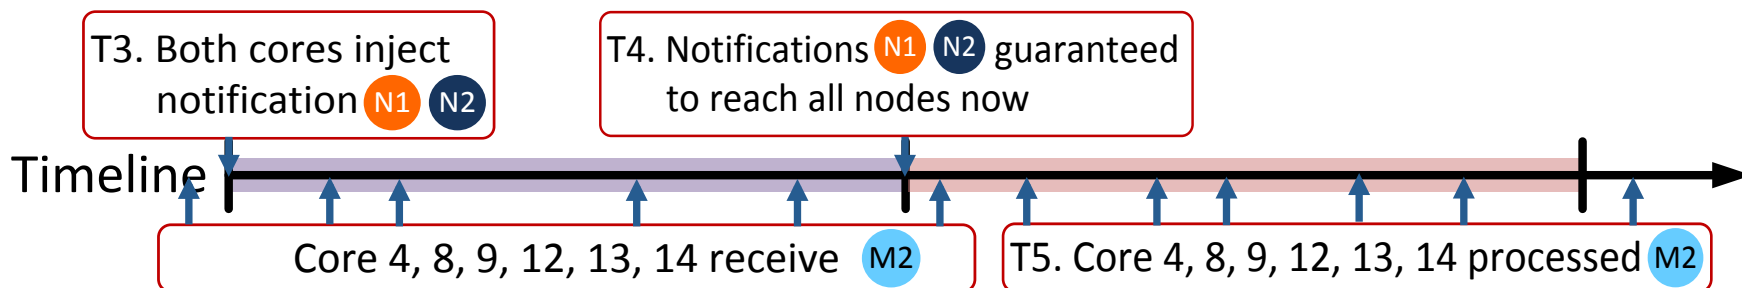 T3. Both cores inject
notification N1 N2
T4. Notifications N1 N2 guaranteed
to reach all nodes now
Timeline
Core 4, 8, 9, 12, 13, 14 receive M2
T5. Core 4, 8, 9, 12, 13, 14 processed M2